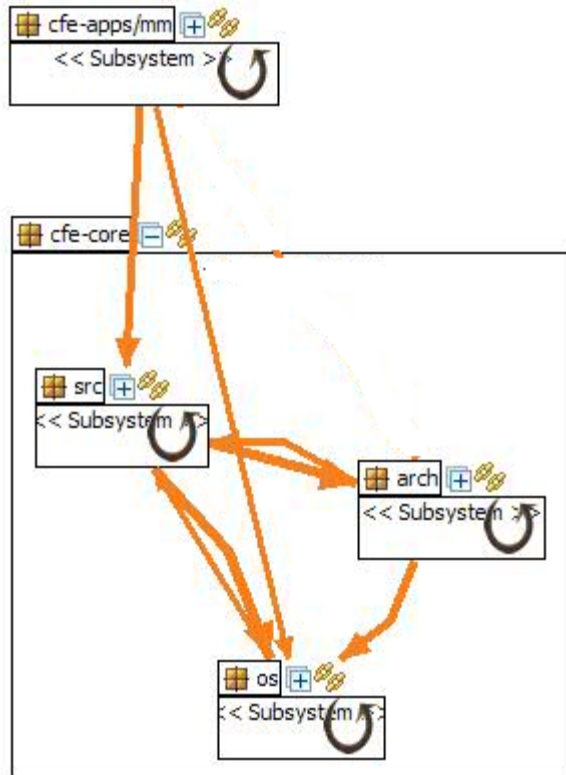 cfe-apps/mm
<< Subsystem >>
cfe-core
src
<< Subsystem >>
arch
<< Subsystem >>
os
<< Subsystem >>